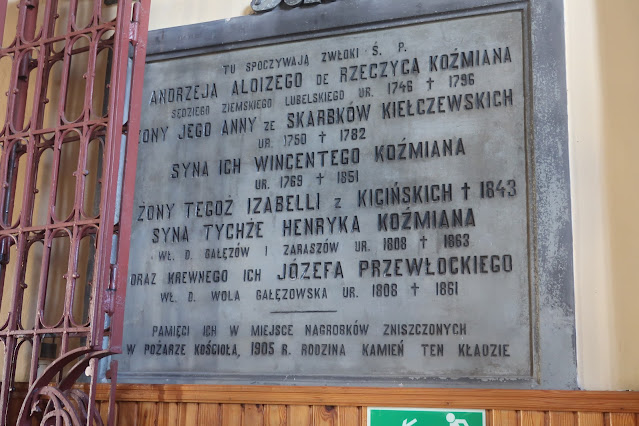 TU SPOCZYWAJĄ ZWŁOKI Ś. P.
ANDRZEJA ALOIZEGO DE RZECZYCA KOŹMIANA
SĘDZIEGO ZIEMSKIEGO LUBELSKIEGO UR. 1746 † 1796
ŻONY JEGO ANNY ZE SKARBKÓW KIEŁCZEWSKICH
UR. 1750 † 1782
SYNA ICH WINCENTEGO KOŹMIANA
UR. 1769 † 1851
ŻONY TEGOŻ IZABELLI Z KICIŃSKICH † 1843
SYNA TYCHŻE HENRYKA KOŹMIANA
WŁ. D. GAŁĘZÓW I ZARASZÓW UR. 1808 † 1863
ORAZ KREWNEGO ICH JÓZEFA PRZEWŁOCKIEGO
WŁ. D. WOLA GAŁĘZOWSKA UR. 1808 † 1861
PAMIĘCI ICH W MIEJSCE NAGROBKÓW ZNISZCZONYCH
W POŻARZE KOŚCIOŁA, 1905 R. RODZINA KAMIEŃ TEN KŁADZIE